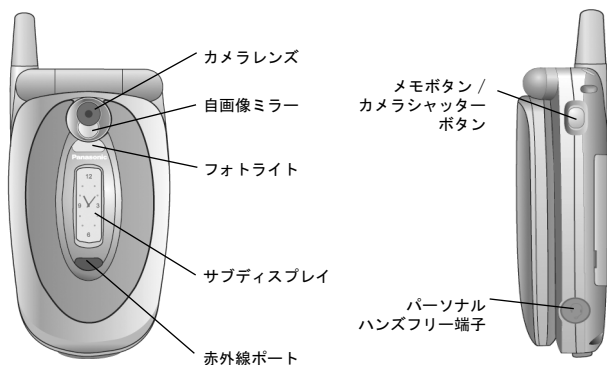 カメラレンズ
自画像ミラー
フォトライト
Panasonic
12
9 3
6
サブディスプレイ
赤外線ポート
メモボタン /
カメラシャッター
ボタン
パーソナル
ハンズフリー端子